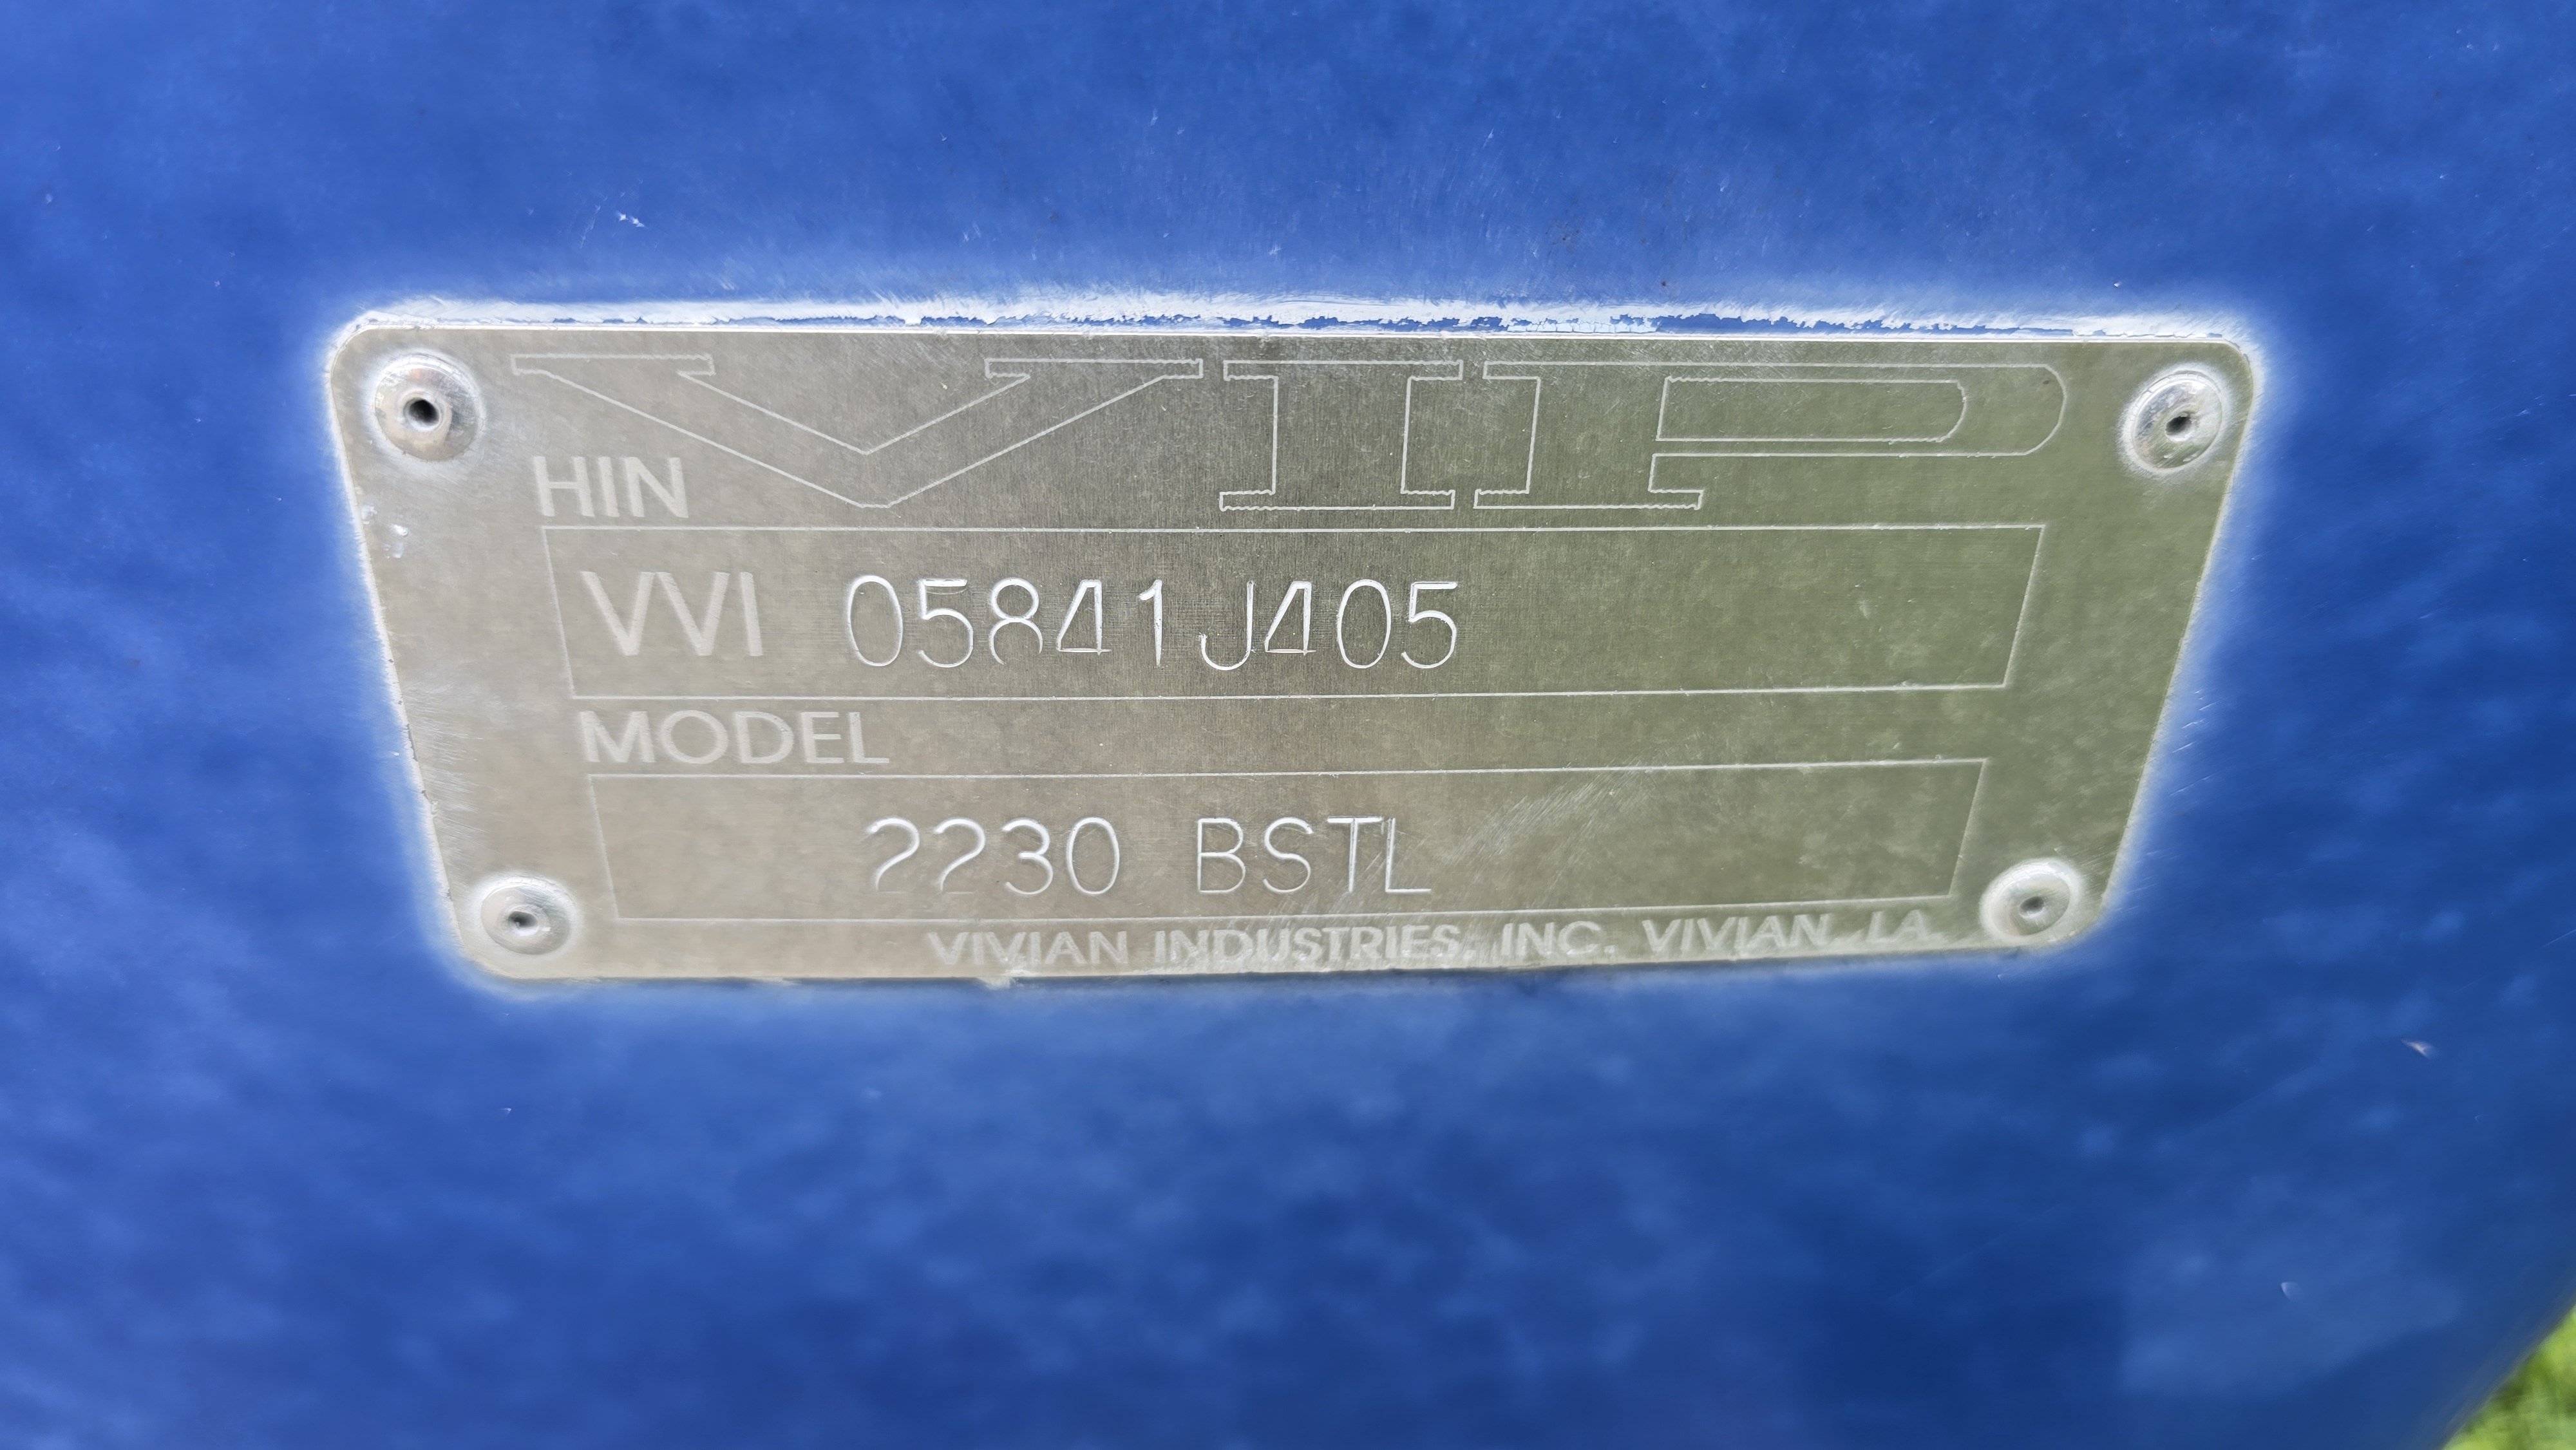 VIP
HIN
VVI 05841J405
MODEL
2230 BSTL
VIVIAN INDUSTRIES, INC. VIVIAN, LA.